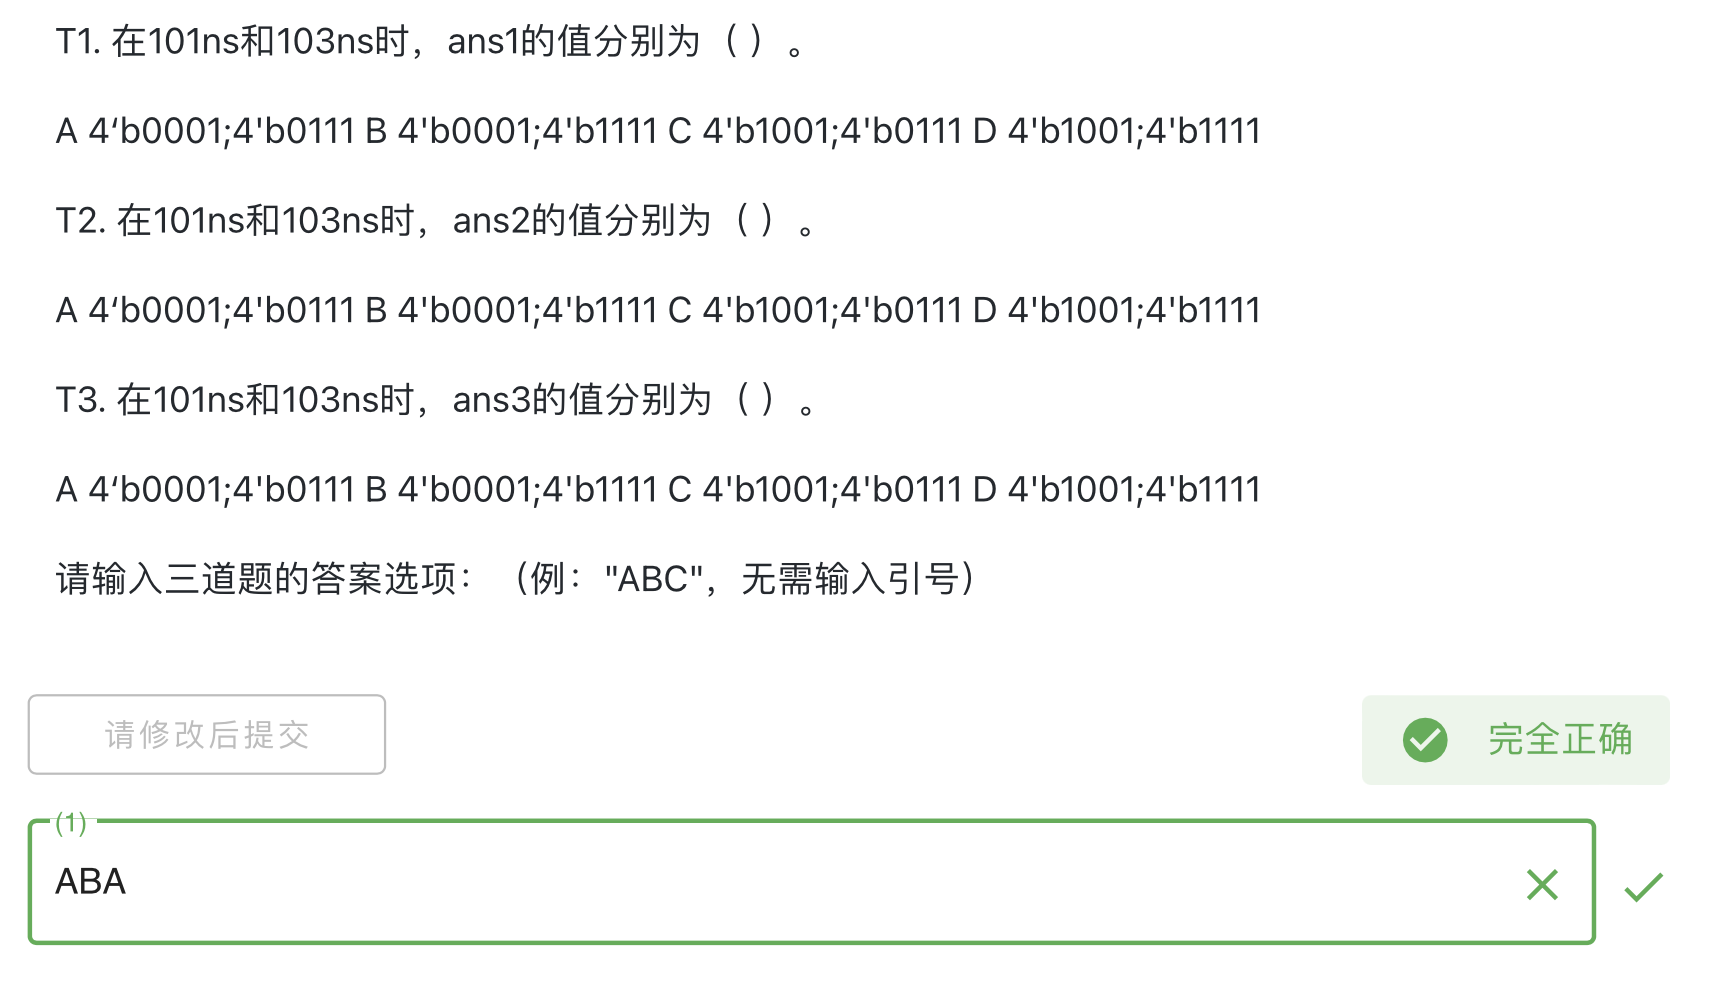 T1. 在101ns和103ns时，ans1的值分别为（ ）。
A 4‘b0001;4'b0111 B 4'b0001;4'b1111 C 4'b1001;4'b0111 D 4'b1001;4'b1111
T2. 在101ns和103ns时，ans2的值分别为（ ）。
A 4‘b0001;4'b0111 B 4'b0001;4'b1111 C 4'b1001;4'b0111 D 4'b1001;4'b1111
T3. 在101ns和103ns时，ans3的值分别为（ ）。
A 4‘b0001;4'b0111 B 4'b0001;4'b1111 C 4'b1001;4'b0111 D 4'b1001;4'b1111
请输入三道题的答案选项：（例："ABC"，无需输入引号）
请修改后提交
完全正确
(1)
ABA